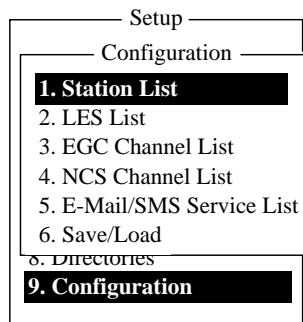 Setup
Configuration
1. Station List
2. LES List
3. EGC Channel List
4. NCS Channel List
5. E-Mail/SMS Service List
6. Save/Load
8. Directories
9. Configuration